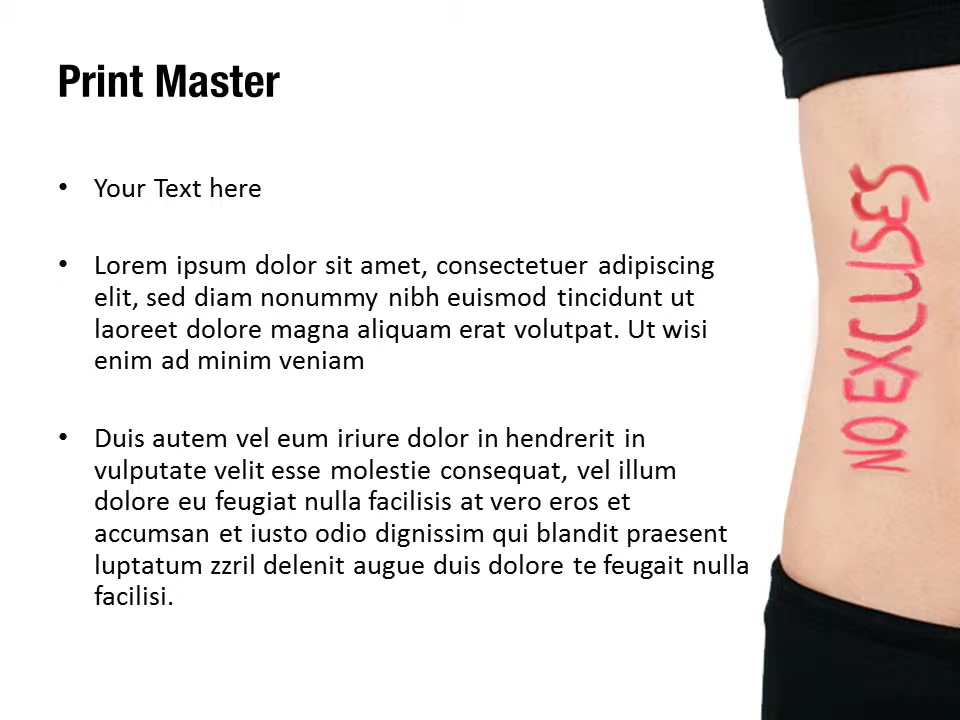 Print Master
• Your Text here
• Lorem ipsum dolor sit amet, consectetuer adipiscing
elit, sed diam nonummy nibh euismod tincidunt ut
laoreet dolore magna aliquam erat volutpat. Ut wisi
enim ad minim veniam
• Duis autem vel eum iriure dolor in hendrerit in
vulputate velit esse molestie consequat, vel illum
dolore eu feugiat nulla facilisis at vero eros et
accumsan et iusto odio dignissim qui blandit praesent
luptatum zzril delenit augue duis dolore te feugait nulla
facilisi.
NO EXCUSES